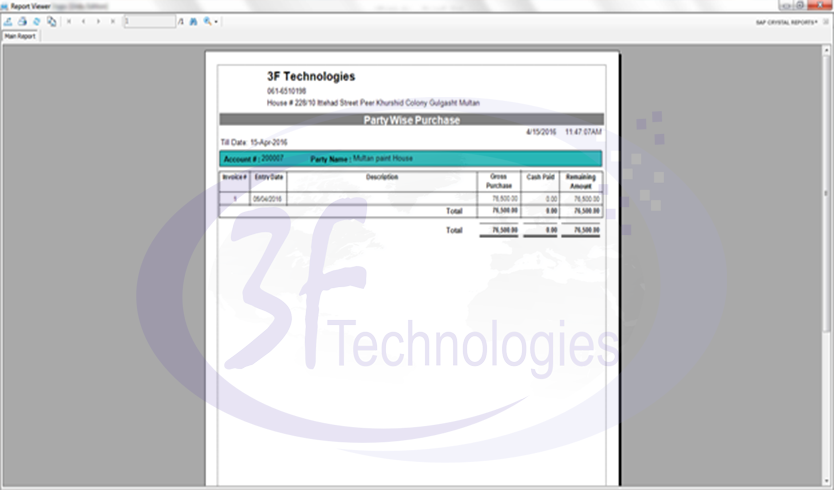 Report Viewer
1
/1
SAP CRYSTAL REPORTS
Main Report
3F Technologies
061-6510198
House # 228/10 Ittehad Street Peer Khurshid Colony Gulgasht Multan
Party Wise Purchase
4/15/2016 11:47:07AM
Till Date: 15-Apr-2016
Account # : 200007 Party Name : Multan paint House
Invoice # Entry Date Description Gross Purchase Cash Paid Remaining Amount
1 05/04/2016 76,500.00 0.00 76,500.00
Total 76,500.00 0.00 76,500.00
Total 76,500.00 0.00 76,500.00
3F Technologies